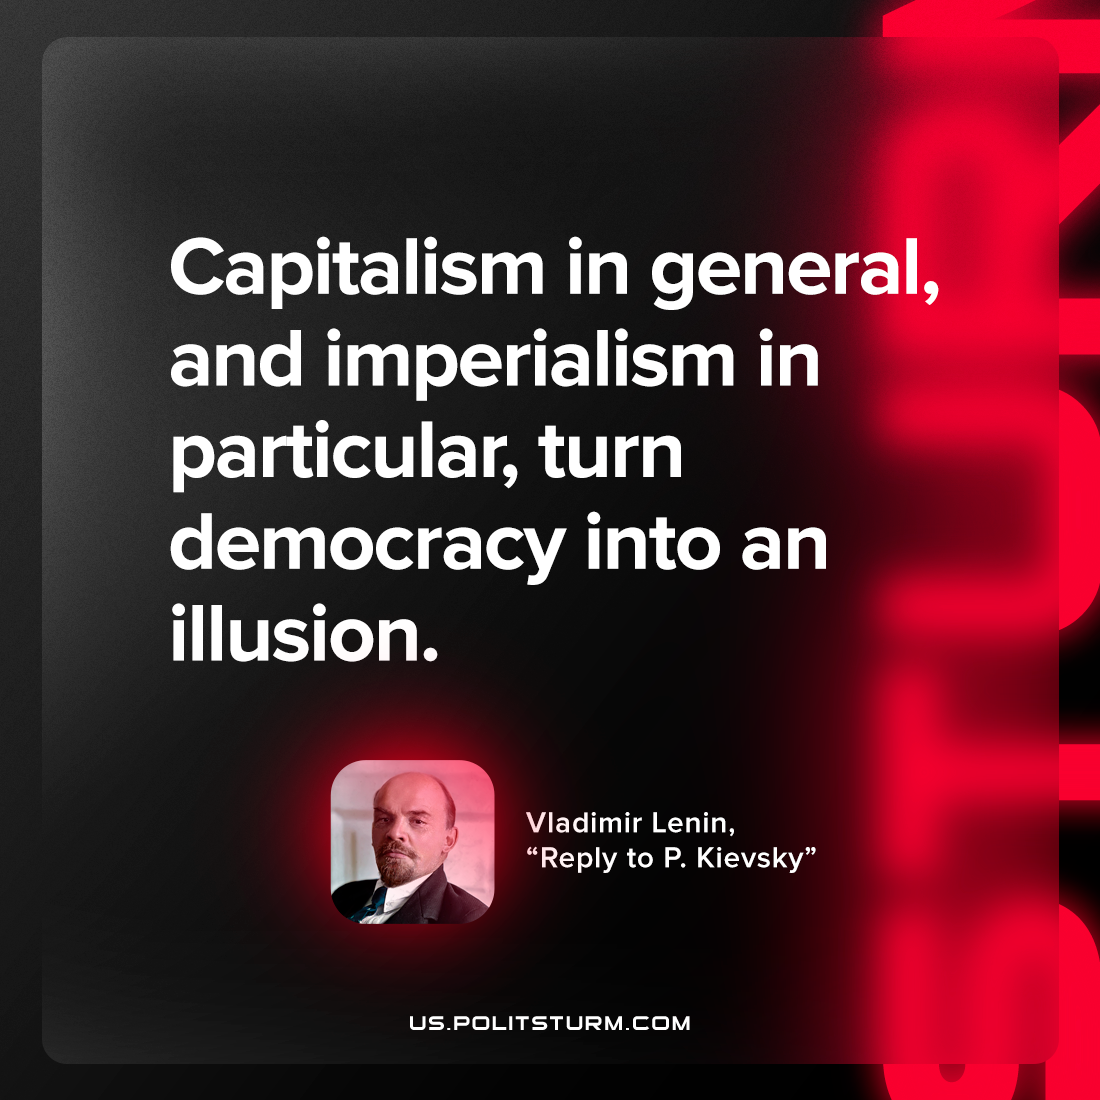 Capitalism in general,
and imperialism in
particular, turn
democracy into an
illusion.
Vladimir Lenin,
“Reply to P. Kievsky”
US.POLITSTURM.COM